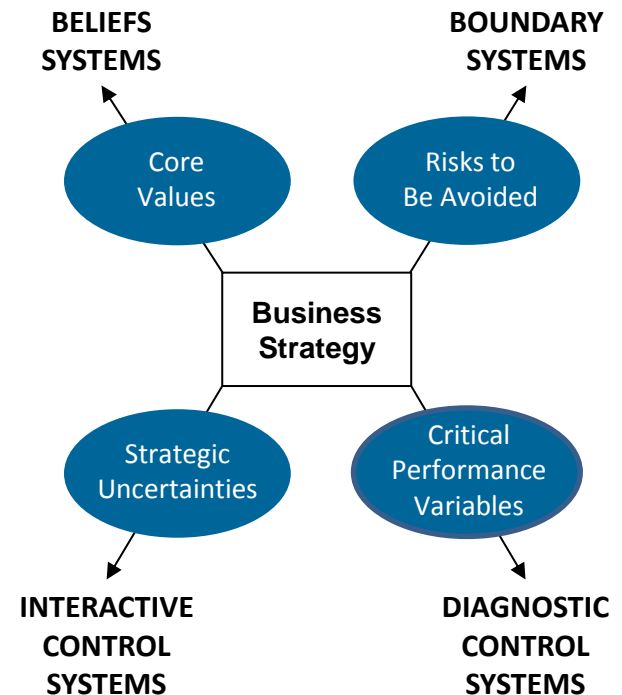 BELIEFS
SYSTEMS
BOUNDARY
SYSTEMS
Core
Values
Risks to
Be Avoided
Business
Strategy
Strategic
Uncertainties
Critical
Performance
Variables
INTERACTIVE
CONTROL
SYSTEMS
DIAGNOSTIC
CONTROL
SYSTEMS